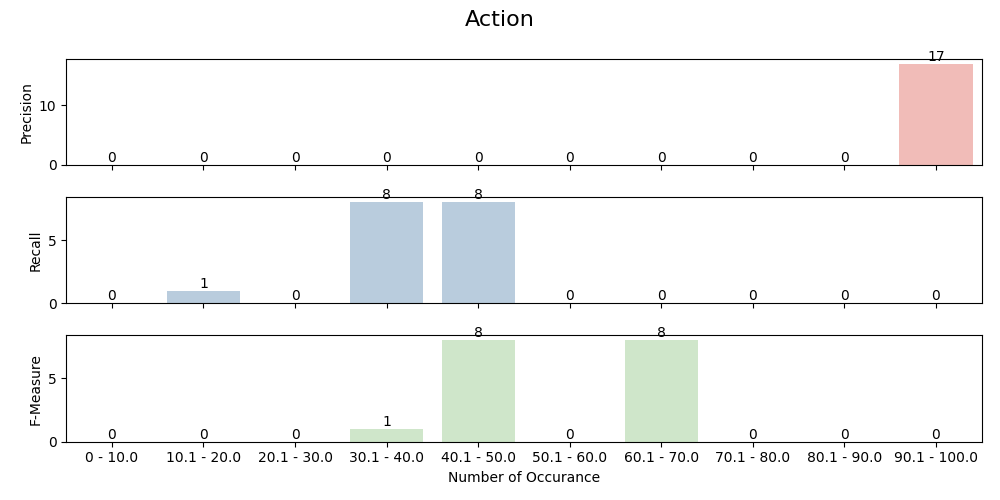 Action
Precision
10
0
0 0 0 0 0 0 0 0 0 17
Recall
5
0
0 1 0 8 8 0 0 0 0 0
F-Measure
5
0
0 0 0 1 8 0 8 0 0 0
0 - 10.0 10.1 - 20.0 20.1 - 30.0 30.1 - 40.0 40.1 - 50.0 50.1 - 60.0 60.1 - 70.0 70.1 - 80.0 80.1 - 90.0 90.1 - 100.0
Number of Occurance